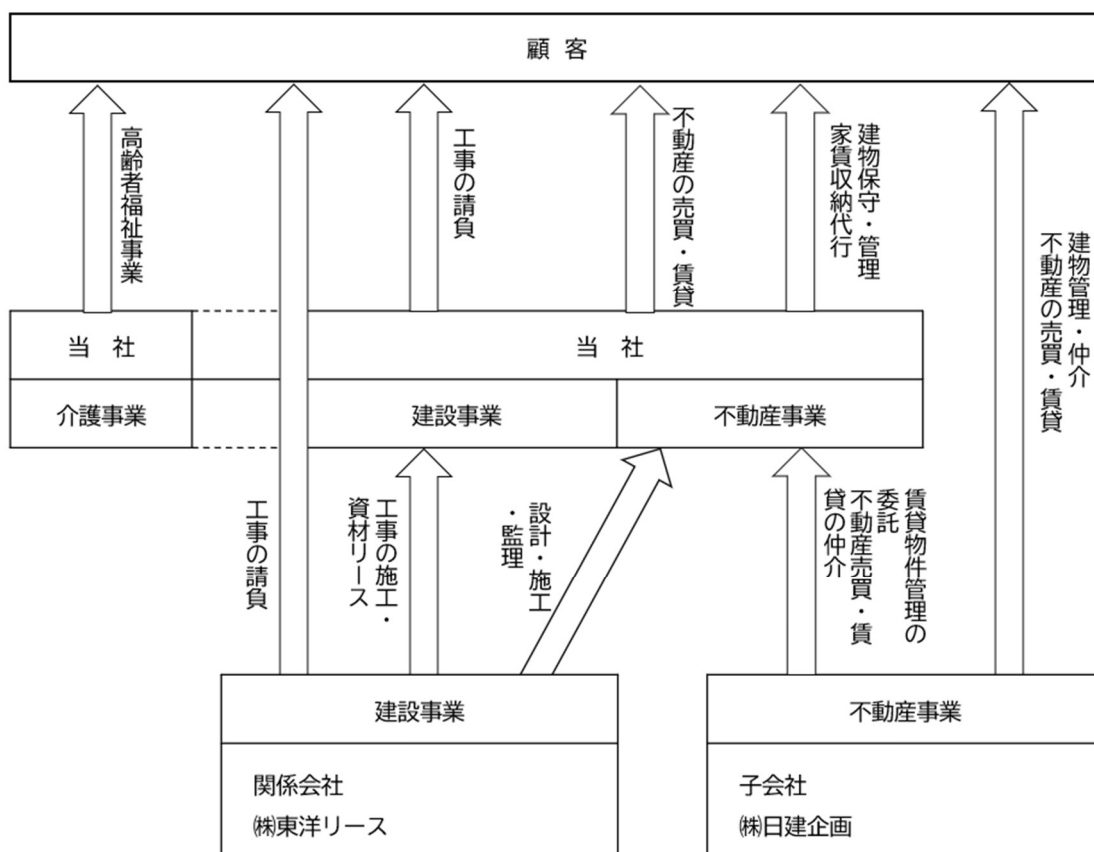 顧 客
高齢者福祉事業
工事の請負
不動産の売買・賃貸
建物保守・管理
家賃収納代行
建物管理・仲介
不動産の売買・賃貸
当 社
当 社
介護事業
建設事業
不動産事業
工事の請負
工事の施工・
資材リース
設計・施工
・監理
賃貸物件管理の
委託
不動産売買・賃
貸の仲介
建設事業
不動産事業
関係会社
㈱東洋リース
子会社
㈱日建企画